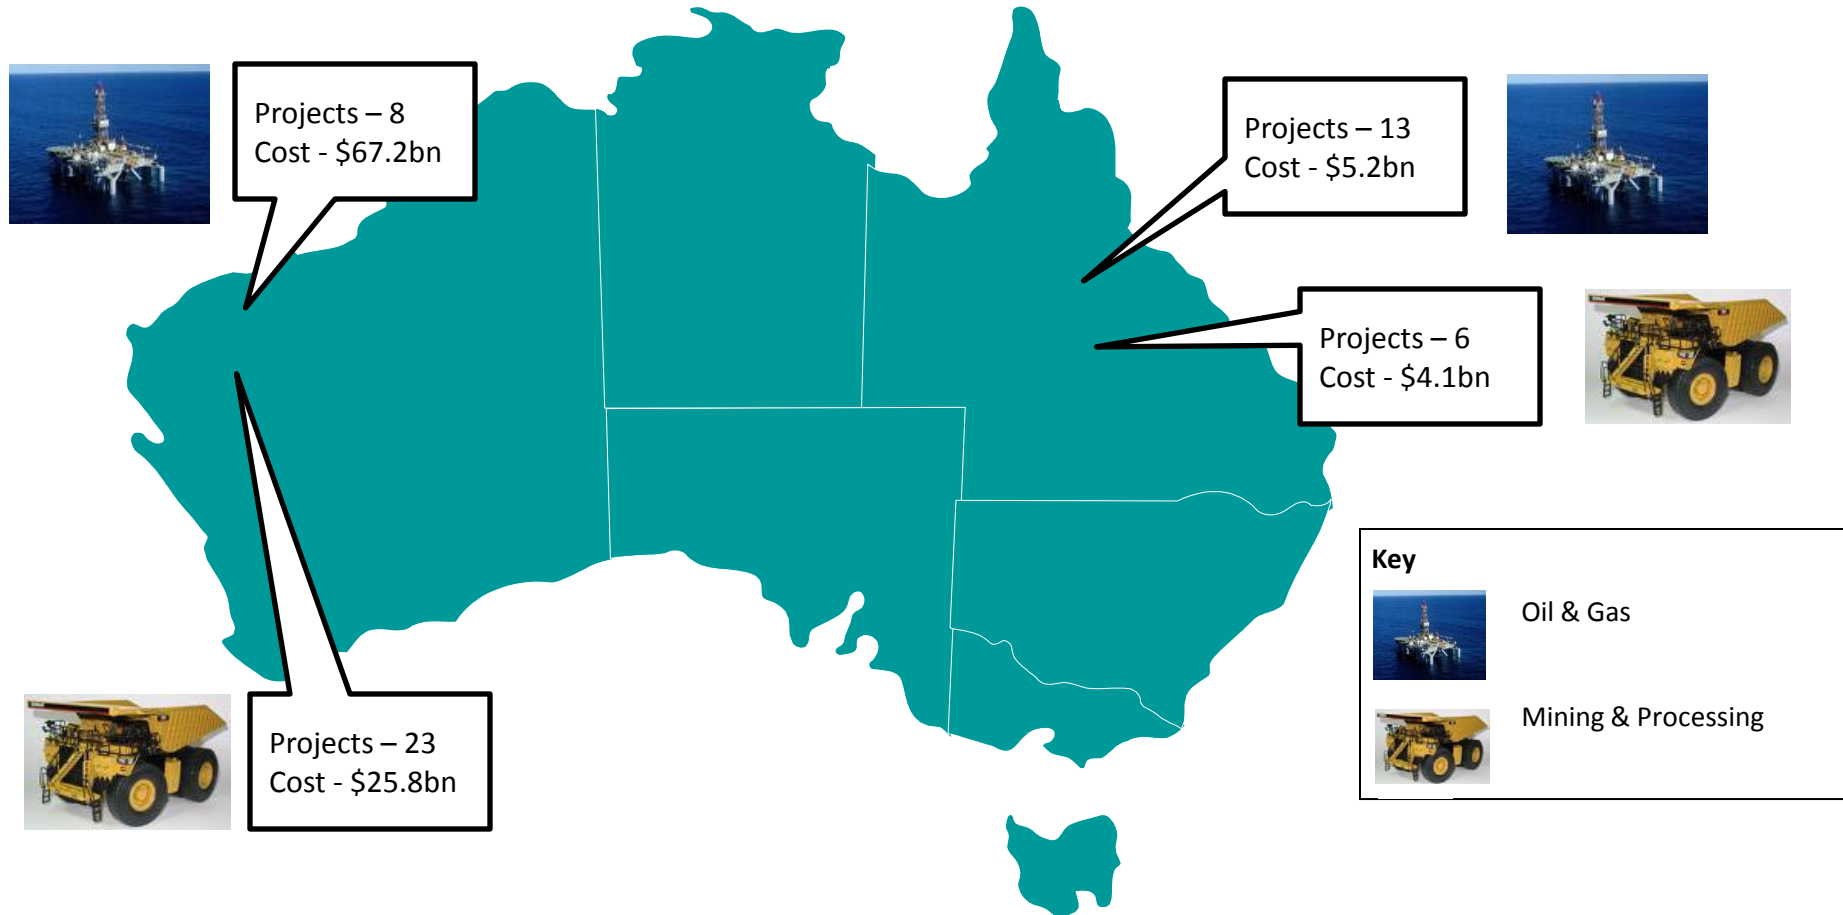 Projects – 8
Cost - $67.2bn
Projects – 13
Cost - $5.2bn
Projects – 6
Cost - $4.1bn
Projects – 23
Cost - $25.8bn
Key
Oil & Gas
Mining & Processing